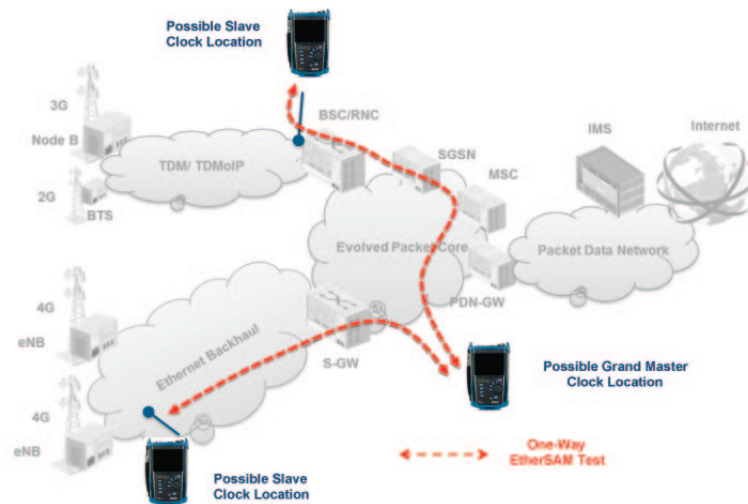 Possible Slave
Clock Location
3G
BSC/RNC
Node B
IMS
Internet
TDM/ TDMoIP
SGSN
MSC
2G
BTS
Evolved Packet Core
Packet Data Network
4G
PDN-GW
eNB
Ethernet Backhaul
S-GW
Possible Grand Master
Clock Location
4G
One-Way
EtherSAM Test
eNB
Possible Slave
Clock Location